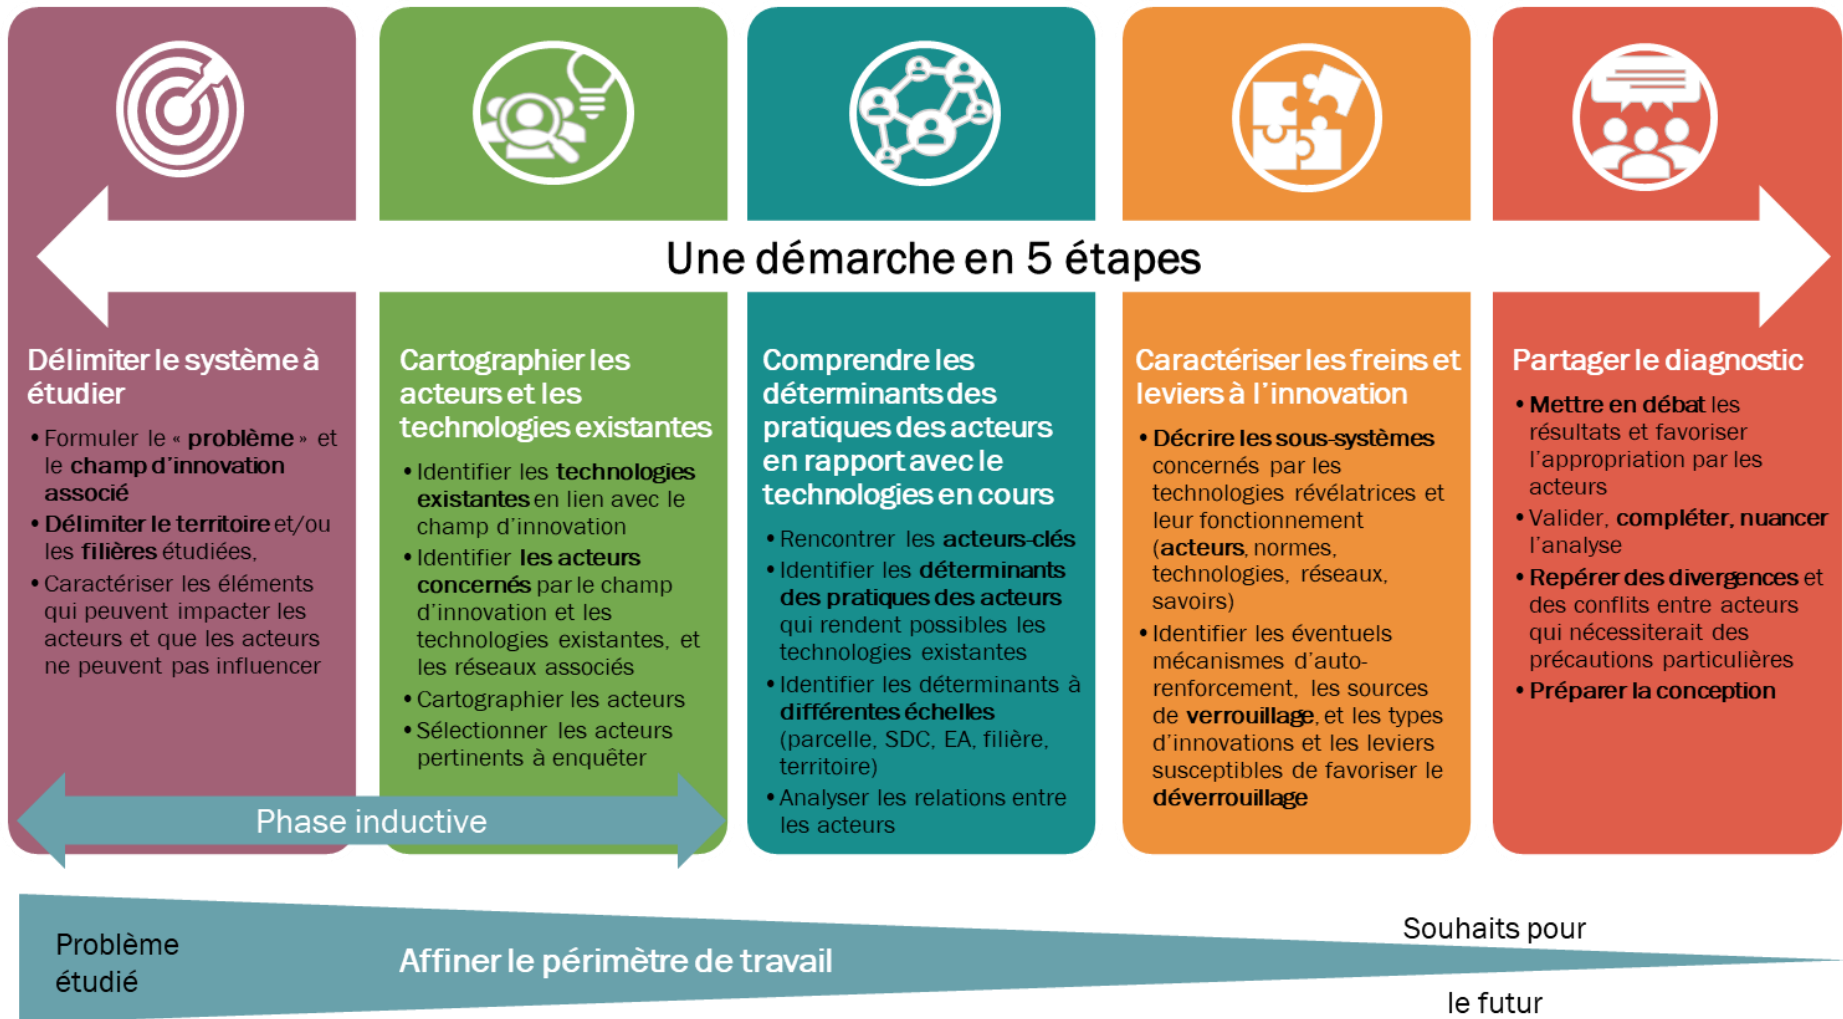 Une démarche en 5 étapes
Délimiter le système à
étudier
• Formuler le « problème » et
le champ d’innovation
associé
• Délimiter le territoire et/ou
les filières étudiées,
• Caractériser les éléments
qui peuvent impacter les
acteurs et que les acteurs
ne peuvent pas influencer
Cartographier les
acteurs et les
technologies existantes
• Identifier les technologies
existantes en lien avec le
champ d’innovation
• Identifier les acteurs
concernés par le champ
d’innovation et les
technologies existantes, et
les réseaux associés
• Cartographier les acteurs
• Sélectionner les acteurs
pertinents à enquêter
Comprendre les
déterminants des
pratiques des acteurs
en rapport avec le
technologies en cours
• Rencontrer les acteurs-clés
• Identifier les déterminants
des pratiques des acteurs
qui rendent possibles les
technologies existantes
• Identifier les déterminants à
différentes échelles
(parcelle, SDC, EA, filière,
territoire)
• Analyser les relations entre
les acteurs
Caractériser les freins et
leviers à l’innovation
• Décrire les sous-systèmes
concernés par les
technologies révélatrices et
leur fonctionnement
(acteurs, normes,
technologies, réseaux,
savoirs)
• Identifier les éventuels
mécanismes d’auto-
renforcement, les sources
de verrouillage, et les types
d’innovations et les leviers
susceptibles de favoriser le
déverrouillage
Partager le diagnostic
• Mettre en débat les
résultats et favoriser
l’appropriation par les
acteurs
• Valider, compléter, nuancer
l’analyse
• Repérer des divergences et
des conflits entre acteurs
qui nécessiterait des
précautions particulières
• Préparer la conception
Phase inductive
Problème
étudié
Affiner le périmètre de travail
Souhaits pour
le futur